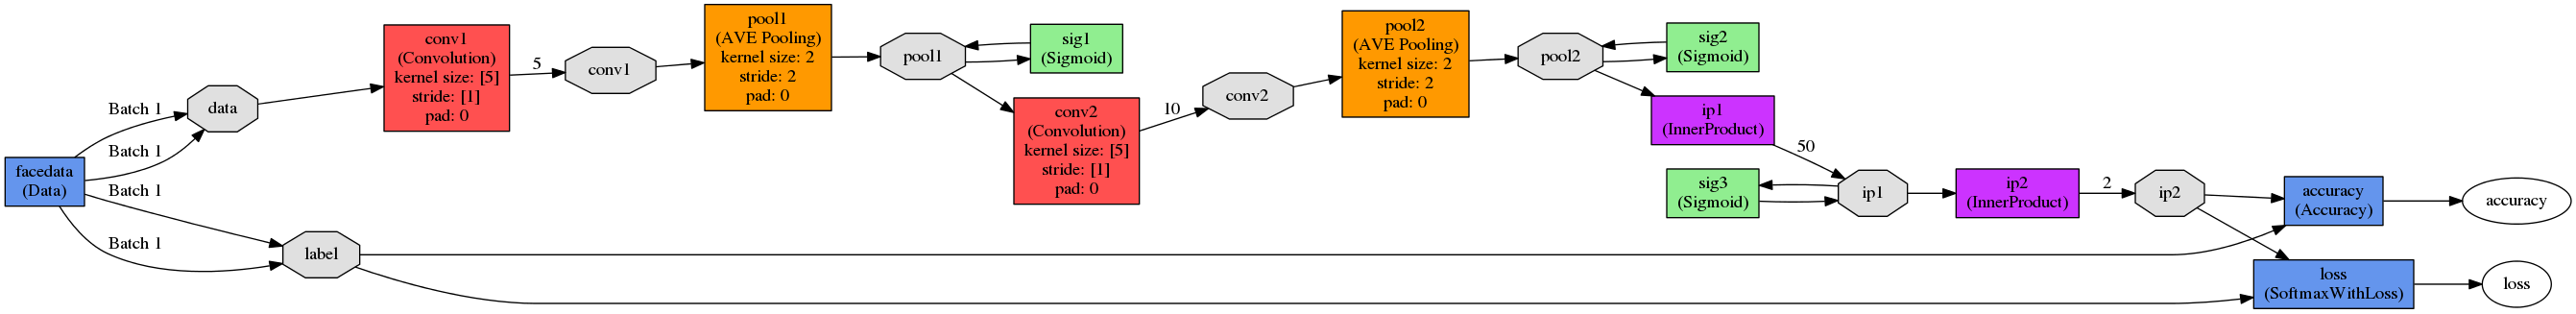 facedata
(Data)
Batch 1
Batch 1
Batch 1
Batch 1
data
label
conv1
(Convolution)
kernel size: [5]
stride: [1]
pad: 0
5
conv1
pool1
(AVE Pooling)
kernel size: 2
stride: 2
pad: 0
pool1
sig1
(Sigmoid)
conv2
(Convolution)
kernel size: [5]
stride: [1]
pad: 0
10
conv2
pool2
(AVE Pooling)
kernel size: 2
stride: 2
pad: 0
pool2
sig2
(Sigmoid)
ip1
(InnerProduct)
50
sig3
(Sigmoid)
ip1
ip2
(InnerProduct)
2
ip2
accuracy
(Accuracy)
accuracy
loss
(SoftmaxWithLoss)
loss